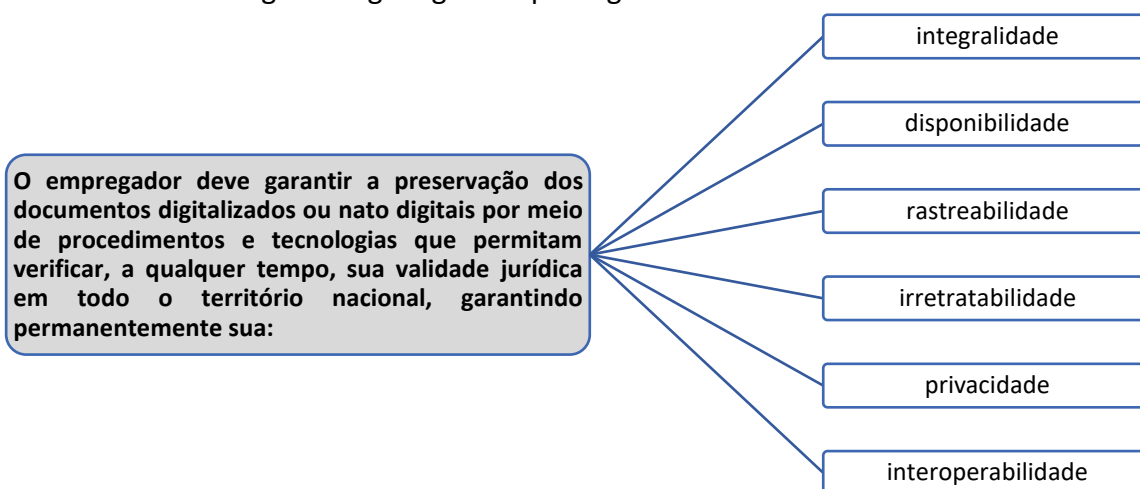 integralidade
disponibilidade
O empregador deve garantir a preservação dos
documentos digitalizados ou nato digitais por meio
de procedimentos e tecnologias que permitam
verificar, a qualquer tempo, sua validade jurídica
em todo o território nacional, garantindo
permanentemente sua:
rastreabilidade
irretratabilidade
privacidade
interoperabilidade